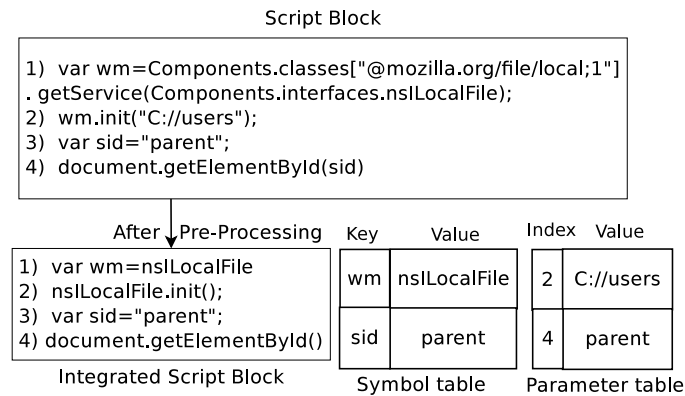 Script Block
1) var wm=Components.classes["@mozilla.org/file/local;1"]
. getService(Components.interfaces.nsILocalFile);
2) wm.init("C://users");
3) var sid="parent";
4) document.getElementById(sid)
After Pre-Processing
1) var wm=nsILocalFile
2) nsILocalFile.init();
3) var sid="parent";
4) document.getElementById()
Integrated Script Block
Key Value
wm nsILocalFile
sid parent
Symbol table
Index Value
2 C://users
4 parent
Parameter table